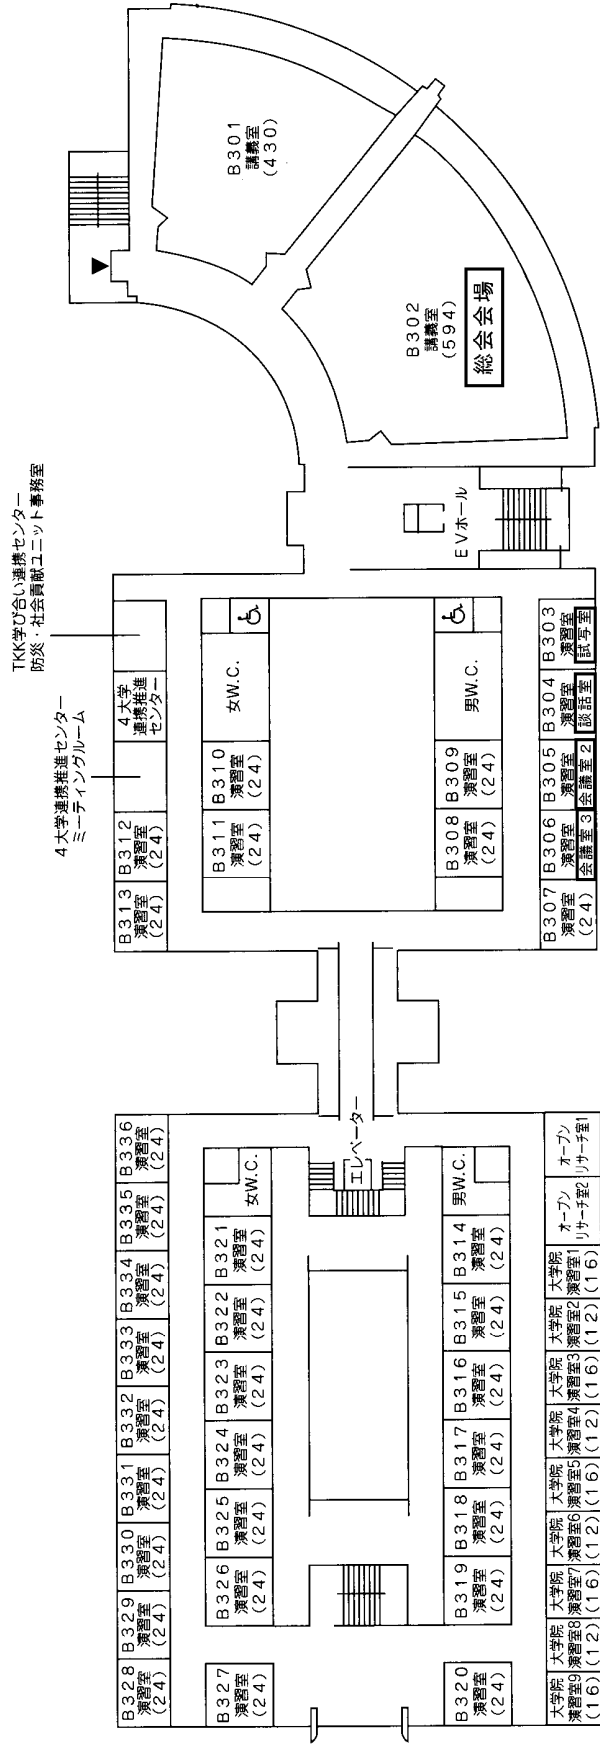 TKK学び合い連携センター
防災・社会貢献ユニット事務室
4大学連携推進センター
ミーティングルーム
B301
講義室
(430)
B302
講義室
(594)
総会会場
EVホール
4大学
連携推進
センター
B312
演習室
(24)
B313
演習室
(24)
女W.C.
B310
演習室
(24)
B311
演習室
(24)
男W.C.
B309
演習室
(24)
B308
演習室
(24)
B303
演習室
試写室
B304
演習室
談話室
B305
演習室
会議室2
B306
演習室
会議室3
B307
演習室
(24)
エレベーター
B336
演習室
(24)
B335
演習室
(24)
B334
演習室
(24)
B333
演習室
(24)
B332
演習室
(24)
B331
演習室
(24)
B330
演習室
(24)
B329
演習室
(24)
B328
演習室
(24)
女W.C.
B321
演習室
(24)
B322
演習室
(24)
B323
演習室
(24)
B324
演習室
(24)
B325
演習室
(24)
B326
演習室
(24)
B327
演習室
(24)
男W.C.
B314
演習室
(24)
B315
演習室
(24)
B316
演習室
(24)
B317
演習室
(24)
B318
演習室
(24)
B319
演習室
(24)
B320
演習室
(24)
オープン
リサーチ室1
オープン
リサーチ室2
大学院
演習室1
(16)
大学院
演習室2
(12)
大学院
演習室3
(16)
大学院
演習室4
(12)
大学院
演習室5
(16)
大学院
演習室6
(12)
大学院
演習室7
(16)
大学院
演習室8
(12)
大学院
演習室9
(16)